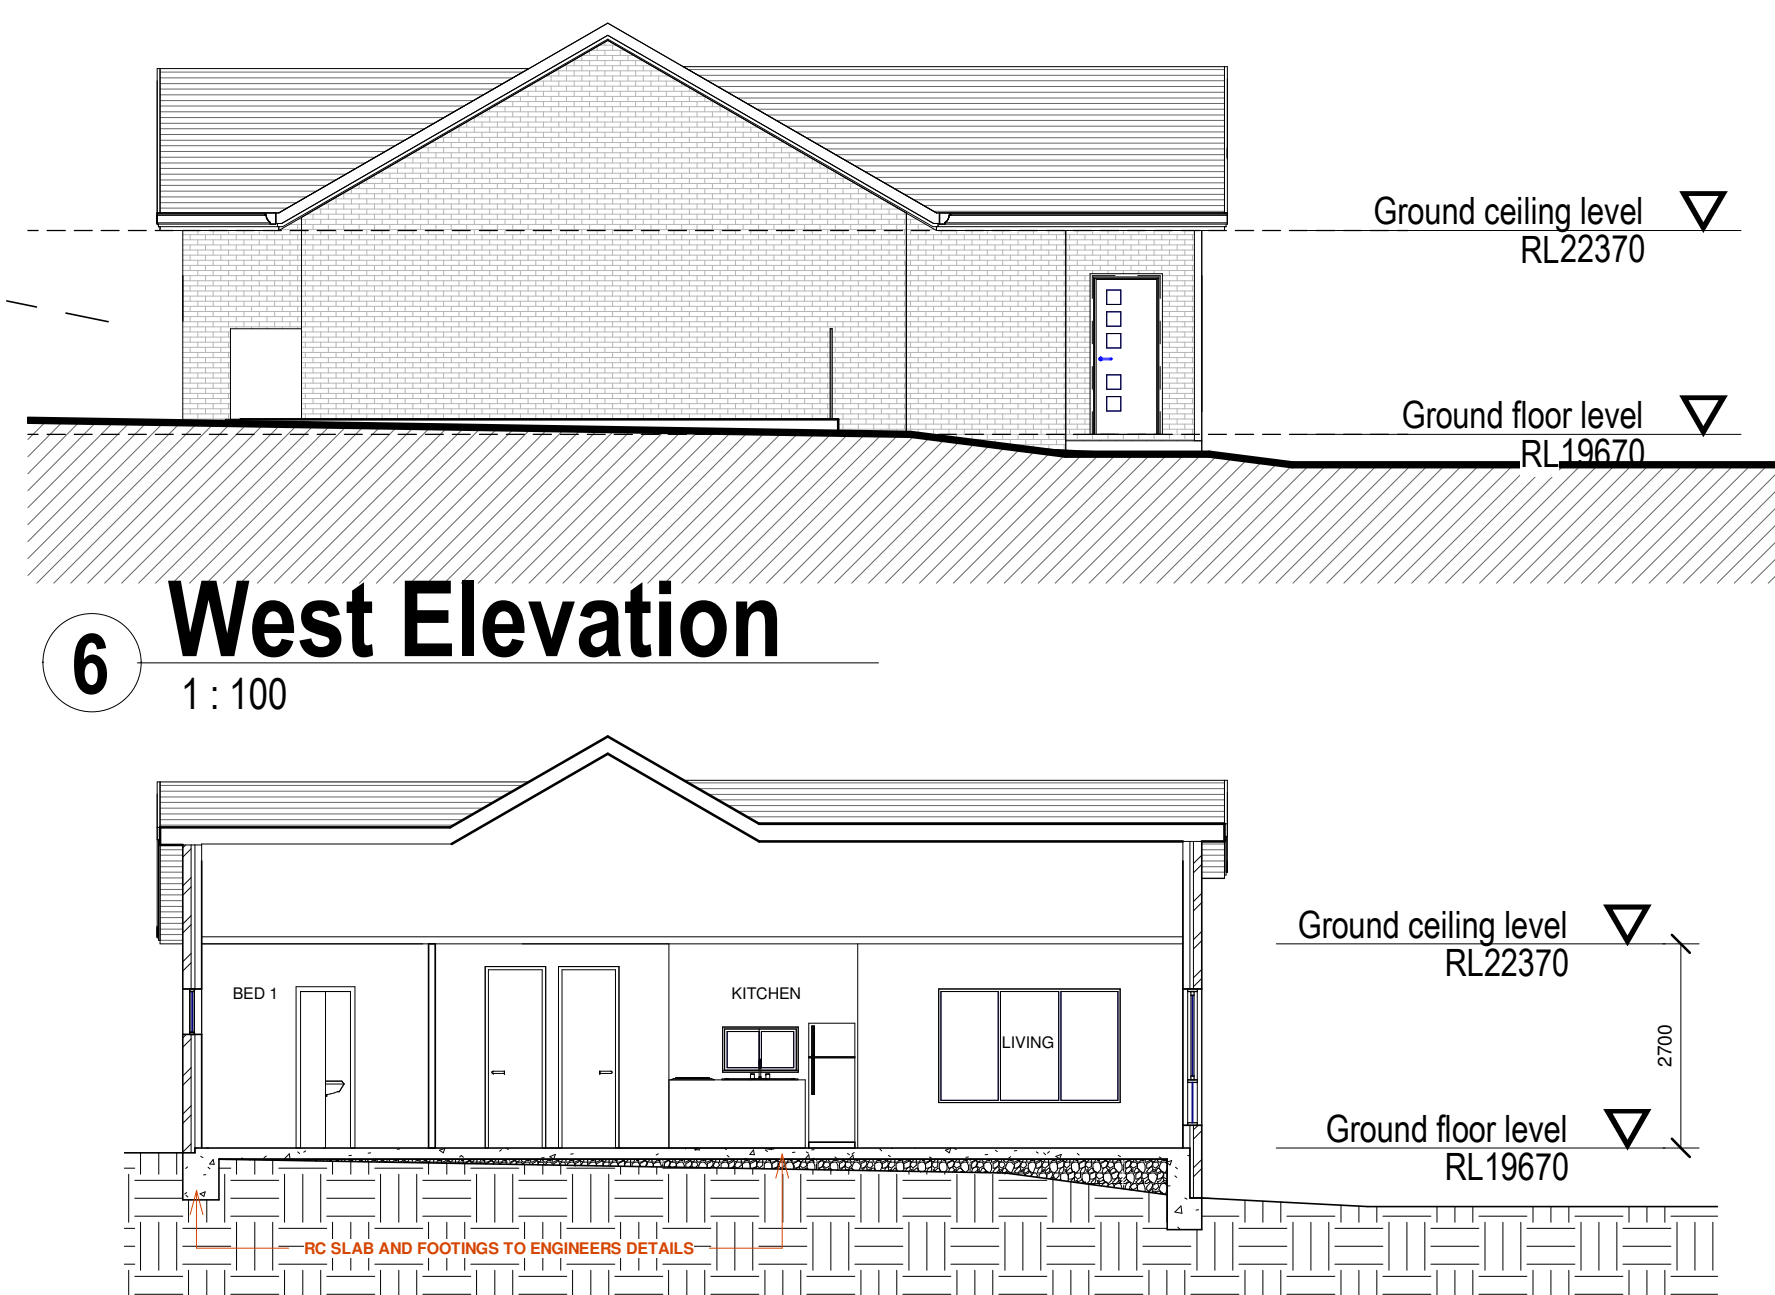 Ground ceiling level
RL22370
Ground floor level
RL19670
6
West Elevation
1 : 100
Ground ceiling level
RL22370
BED 1
KITCHEN
LIVING
2700
Ground floor level
RL19670
RC SLAB AND FOOTINGS TO ENGINEERS DETAILS